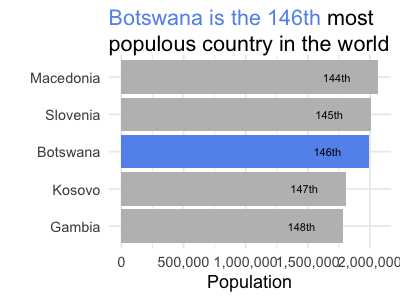 Botswana is the 146th most
populous country in the world
Macedonia 144th
Slovenia 145th
Botswana 146th
Kosovo 147th
Gambia 148th
0 500,000 1,000,000 1,500,000 2,000,000
Population